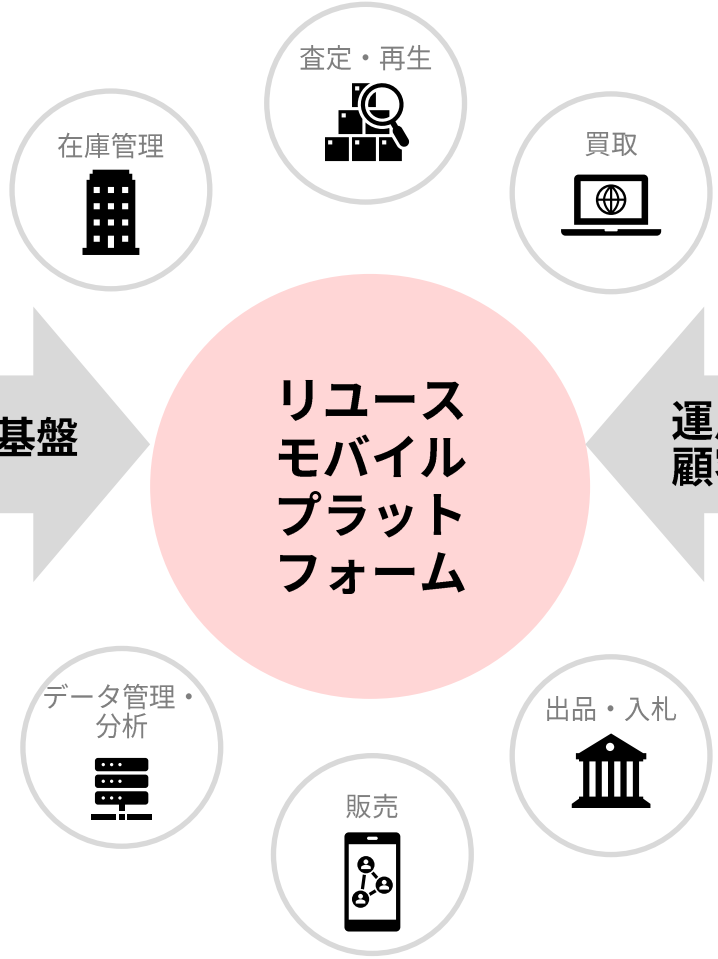 査定・再生
在庫管理
買取
リユース
モバイル
プラット
フォーム
基盤
運
顧
データ管理・
分析
出品・入札
販売